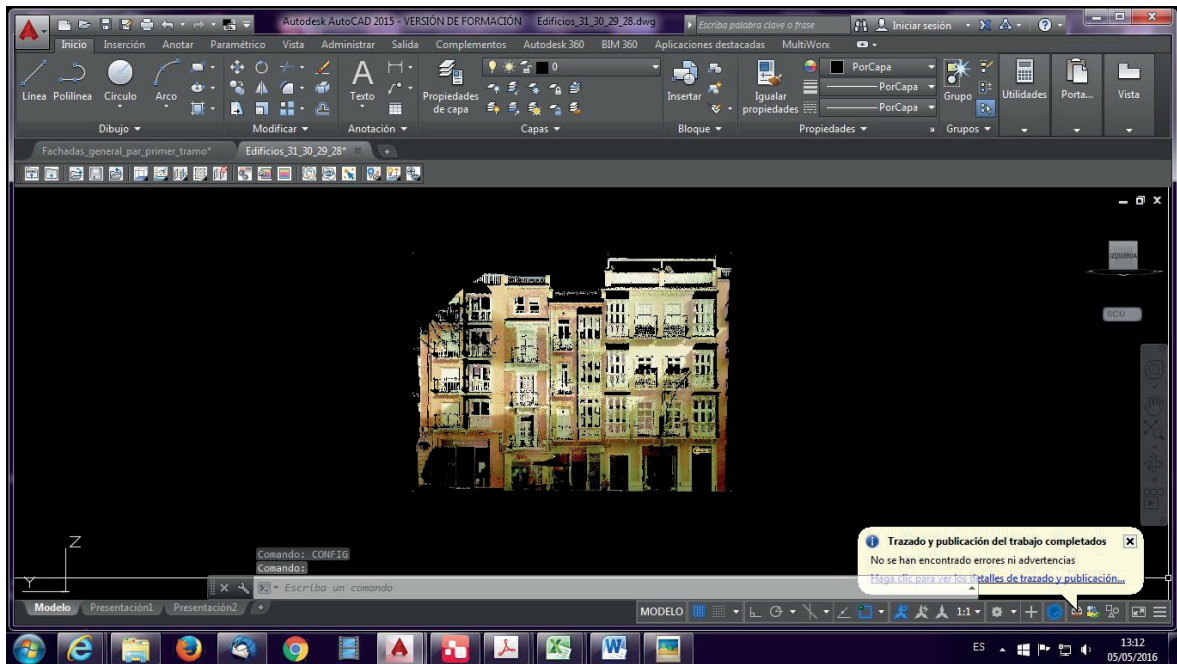 Autodesk AutoCAD 2015 - VERSIÓN DE FORMACIÓN Edificios_31_30_29_28.dwg Escriba palabra clave o frase Iniciar sesión
Inicio Inserción Anotar Paramétrico Vista Administrar Salida Complementos Autodesk 360 BIM 360 Aplicaciones destacadas MultiWorx
0
PorCapa
PorCapa
PorCapa
Línea Polilínea Círculo Arco
A
Texto
Propiedades
de capa
Insertar
Igualar
propiedades
Grupo
Utilidades
Porta...
Vista
Dibujo Modificar Anotación Capas Bloque Propiedades Grupos
Fachadas_general_par_primer_tramo* Edificios_31_30_29_28*
IZQUIERDA
SCU
Z
Y
Comando: CONFIG
Comando:
Escriba un comando
Trazado y publicación del trabajo completados
No se han encontrado errores ni advertencias
Haga clic para ver los detalles de trazado y publicación...
Modelo Presentación1 Presentación2 +
MODELO 1:1
ES 13:12
05/05/2016